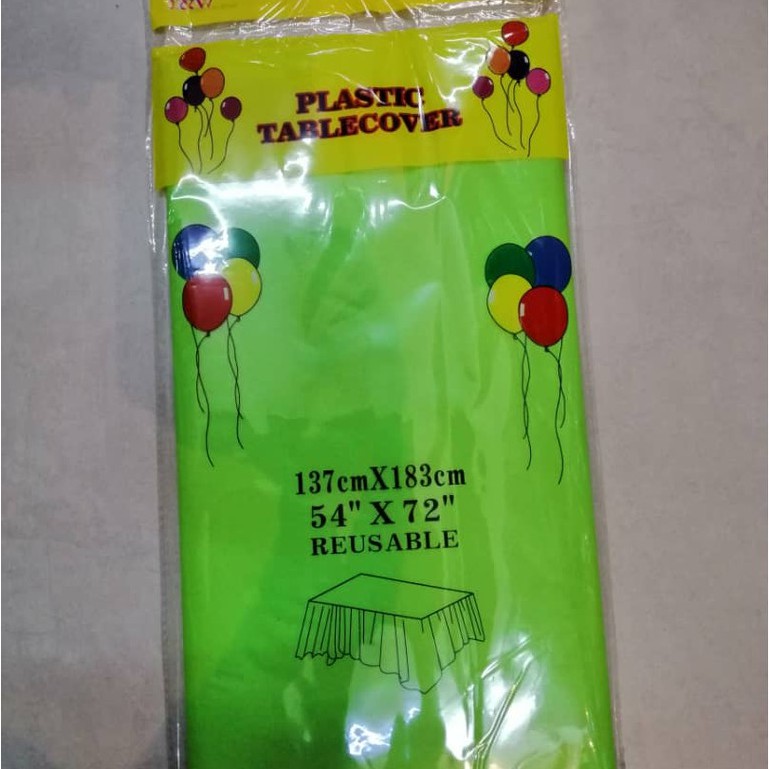 PLASTIC
TABLECOVER
137cmX183cm
54" X 72"
REUSABLE